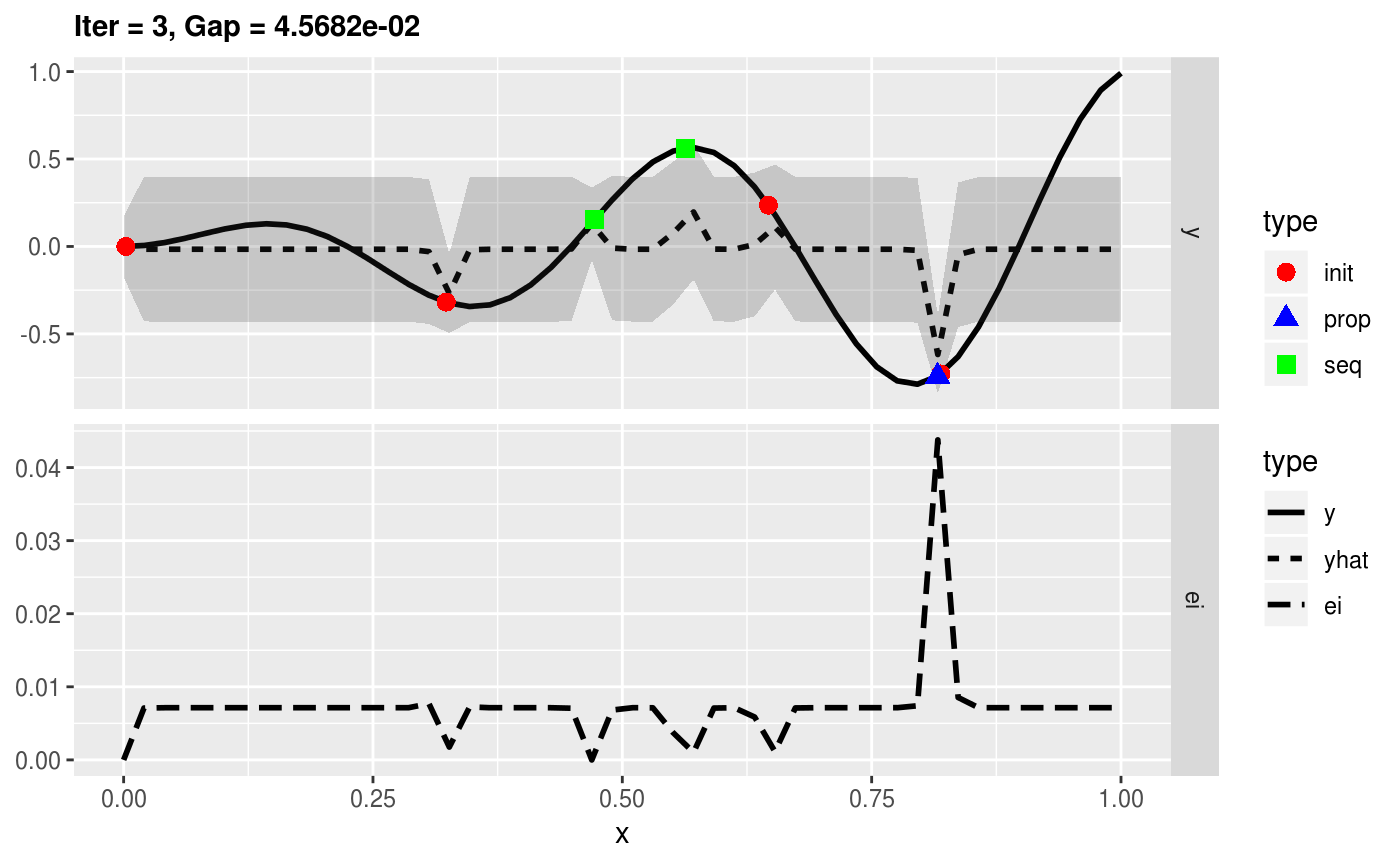 Iter = 3, Gap = 4.5682e-02
1.0
0.5
0.0
-0.5
y
0.04
0.03
0.02
0.01
0.00
ei
0.00
0.25
0.50
0.75
1.00
x
type
init
prop
seq
type
y
yhat
ei